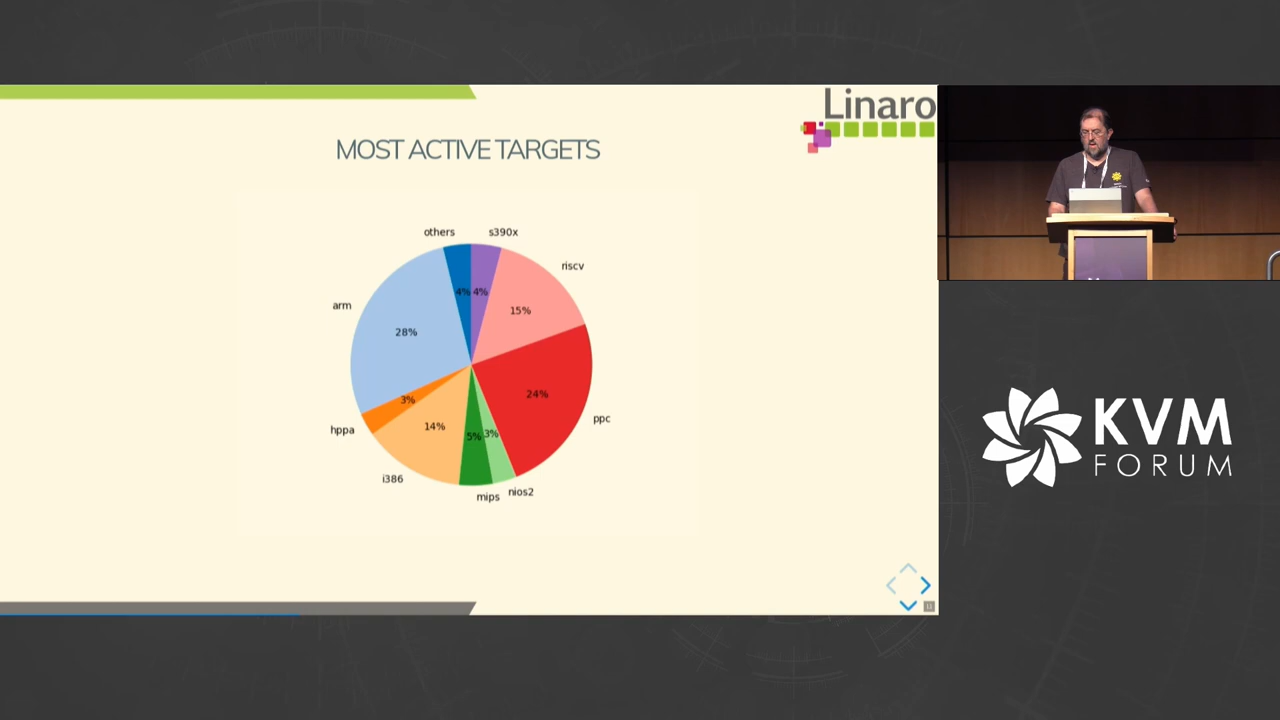 Linaro
MOST ACTIVE TARGETS
others
s390x
riscv
arm
4%
4%
15%
28%
24%
3%
14%
5%
3%
ppc
hppa
i386
mips
nios2
KVM
FORUM
11